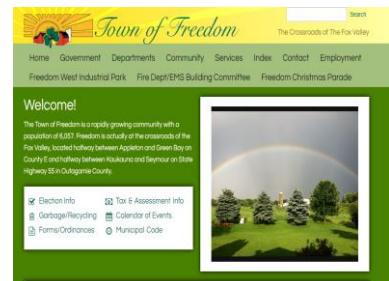 Town of Freedom
Search
The Crossroads of The Fox Valley
Home Government Departments Community Services Index Contact Employment
Freedom West Industrial Park Fire Dept/EMS Building Committee Freedom Christmas Parade
Welcome!
The Town of Freedom is a rapidly growing community with a
population of 6,057. Freedom is actually at the crossroads of the
Fox Valley, located halfway between Appleton and Green Bay on
County E and halfway between Kaukauna and Seymour on State
Highway 55 in Outagamie County.
Election Info Tax & Assessment Info
Garbage/Recycling Calendar of Events
Forms/Ordinances Municipal Code